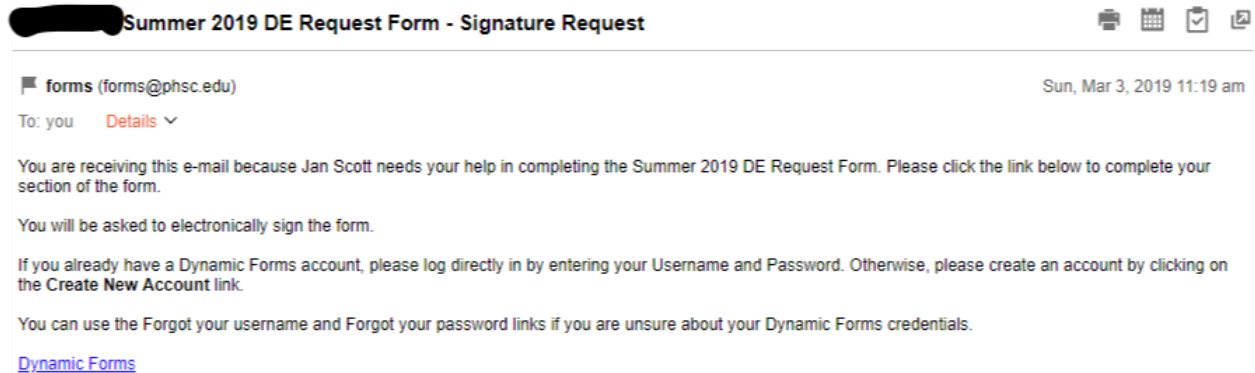 Summer 2019 DE Request Form - Signature Request
forms (forms@phsc.edu)
Sun, Mar 3, 2019 11:19 am
To: you Details
You are receiving this e-mail because Jan Scott needs your help in completing the Summer 2019 DE Request Form. Please click the link below to complete your
section of the form.
You will be asked to electronically sign the form.
If you already have a Dynamic Forms account, please log directly in by entering your Username and Password. Otherwise, please create an account by clicking on
the Create New Account link.
You can use the Forgot your username and Forgot your password links if you are unsure about your Dynamic Forms credentials.
Dynamic Forms